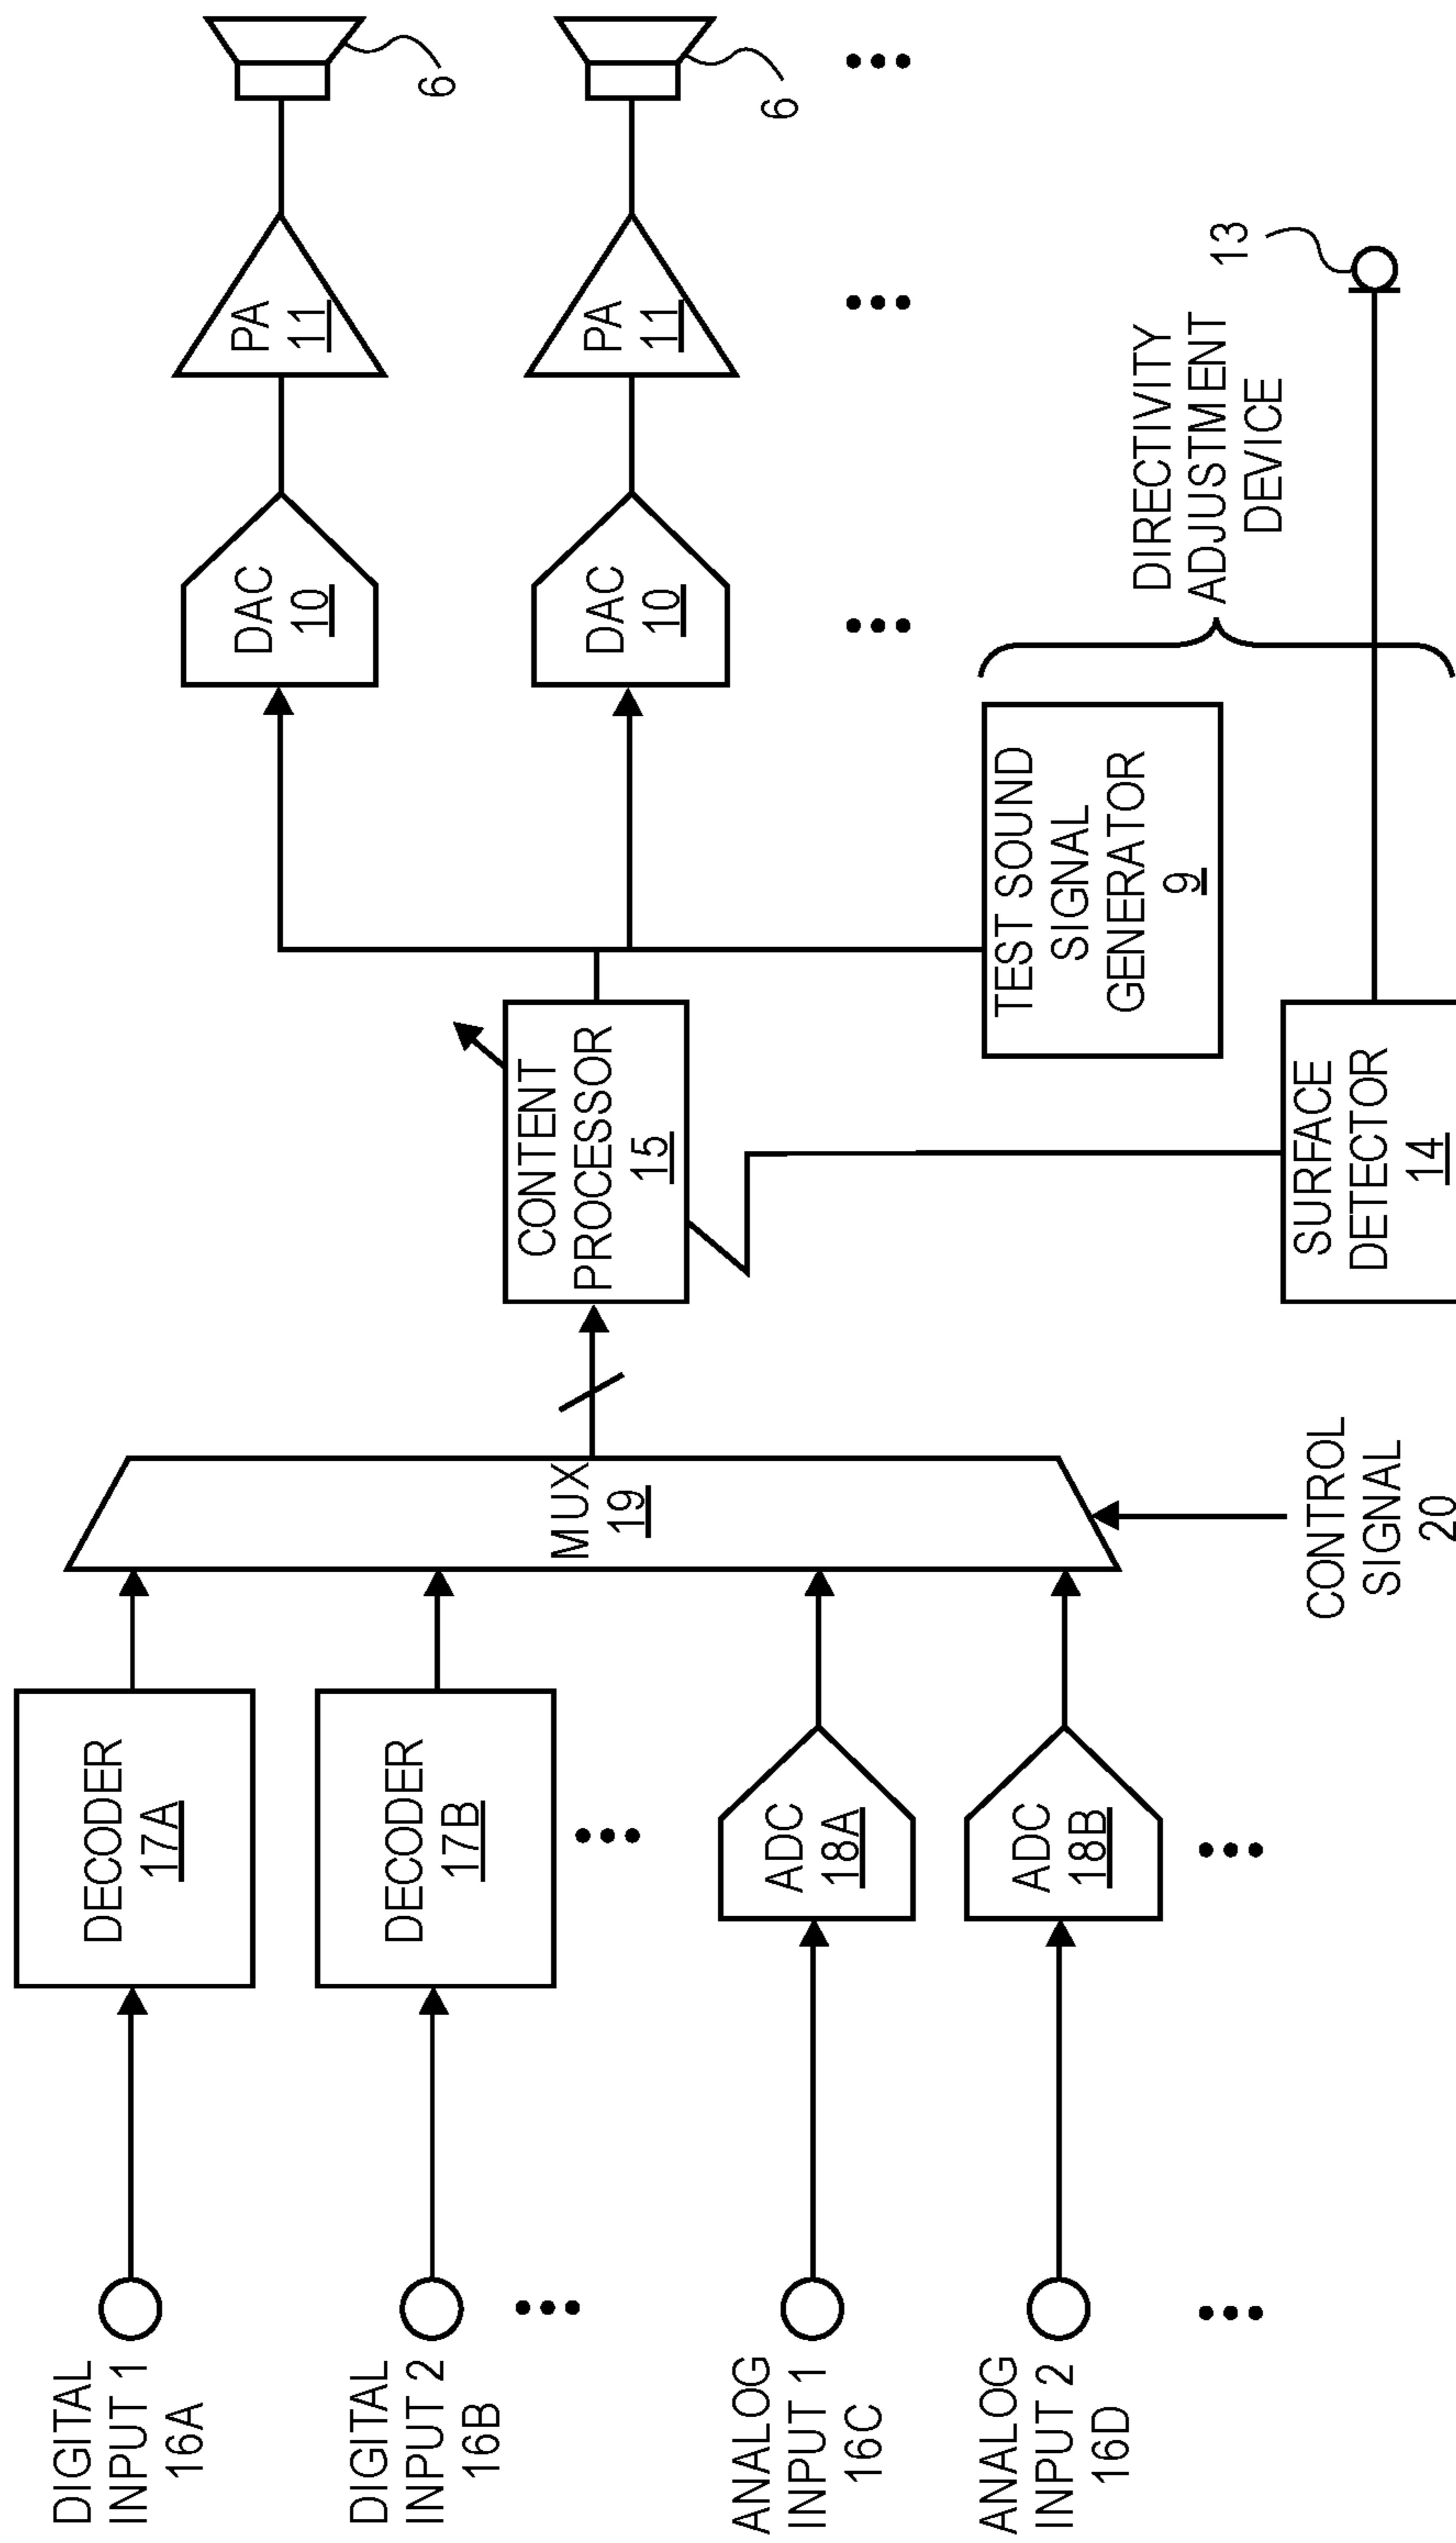 DIGITAL
INPUT 1
16A
DECODER
17A
DIGITAL
INPUT 2
16B
DECODER
17B
ANALOG
INPUT 1
16C
ADC
18A
ANALOG
INPUT 2
16D
ADC
18B
MUX
19
CONTROL
SIGNAL
20
CONTENT
PROCESSOR
15
DAC
10
PA
11
6
DAC
10
PA
11
6
TEST SOUND
SIGNAL
GENERATOR
9
DIRECTIVITY
ADJUSTMENT
DEVICE
SURFACE
DETECTOR
14
13